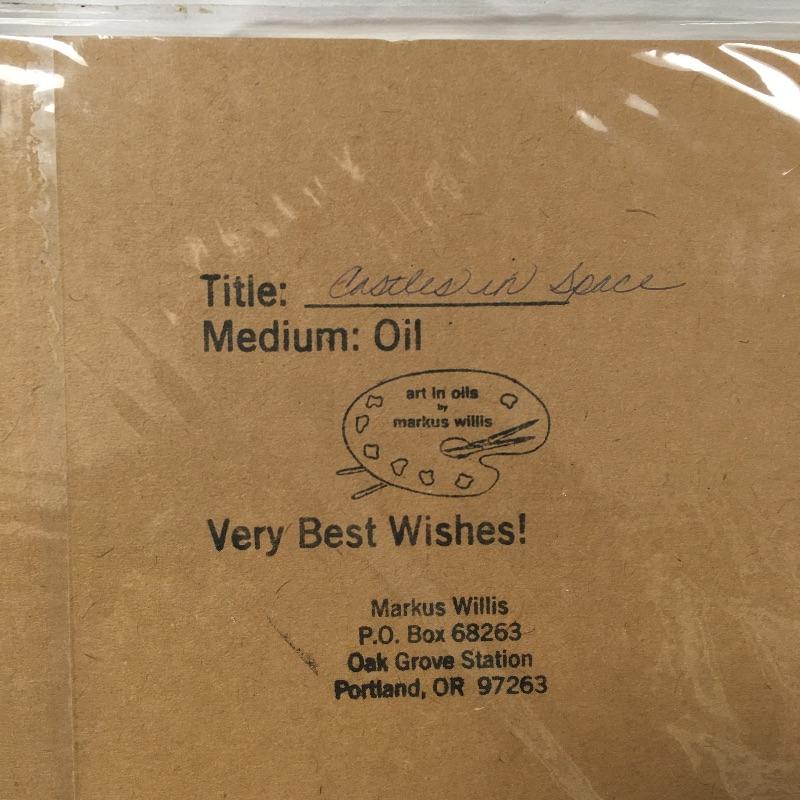 Title: Castles in Space
Medium: Oil
art in oils
by
markus willis
Very Best Wishes!
Markus Willis
P.O. Box 68263
Oak Grove Station
Portland, OR 97263